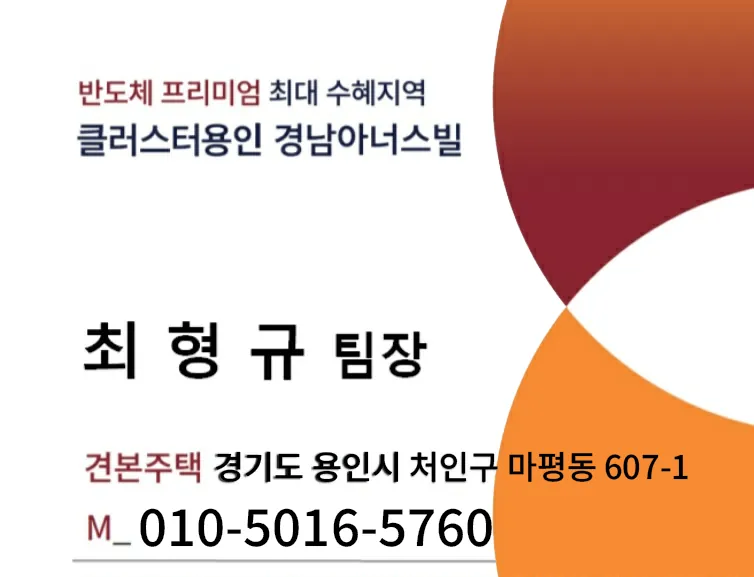 반도체 프리미엄 최대 수혜지역
클러스터용인 경남아너스빌
최 형 규 팀장
견본주택 경기도 용인시 처인구 마평동 607-1
M_ 010-5016-5760